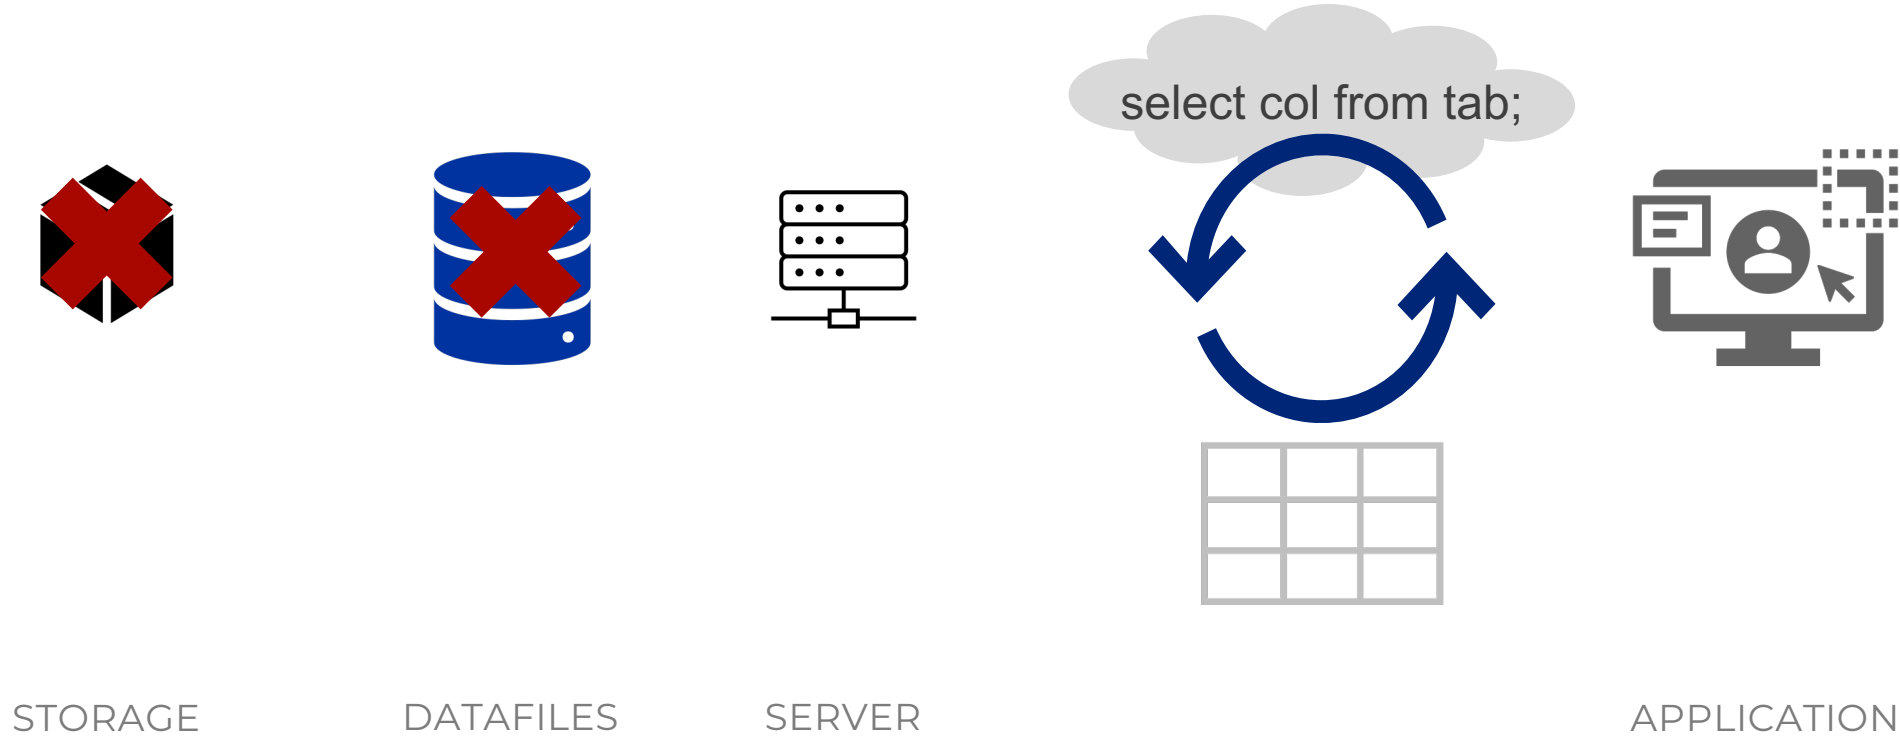 select col from tab;
STORAGE
DATAFILES
SERVER
APPLICATION